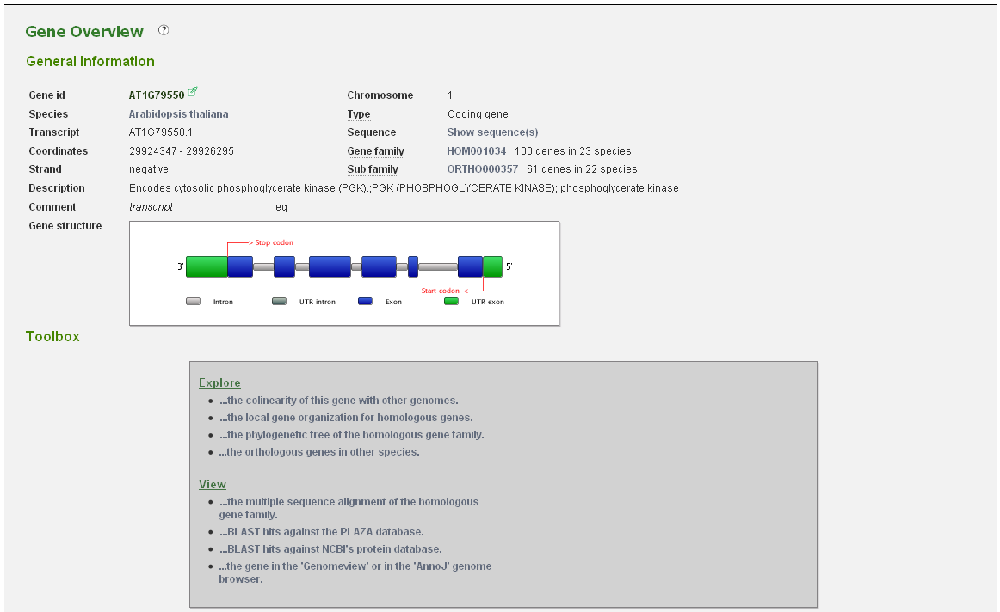 Gene Overview ?
General information
Gene id AT1G79550 Chromosome 1
Species Arabidopsis thaliana Type Coding gene
Transcript AT1G79550.1 Sequence Show sequence(s)
Coordinates 29924347 - 29926295 Gene family HOM001034 100 genes in 23 species
Strand negative Sub family ORTHO000357 61 genes in 22 species
Description Encodes cytosolic phosphoglycerate kinase (PGK).;PGK (PHOSPHOGLYCERATE KINASE); phosphoglycerate kinase
Comment transcript eq
Gene structure
> Stop codon
3' 5'
Start codon
Intron UTR intron Exon UTR exon
Toolbox
Explore
...the colinearity of this gene with other genomes.
...the local gene organization for homologous genes.
...the phylogenetic tree of the homologous gene family.
...the orthologous genes in other species.
View
...the multiple sequence alignment of the homologous
gene family.
...BLAST hits against the PLAZA database.
...BLAST hits against NCBI's protein database.
...the gene in the 'Genomeview' or in the 'AnnoJ' genome
browser.